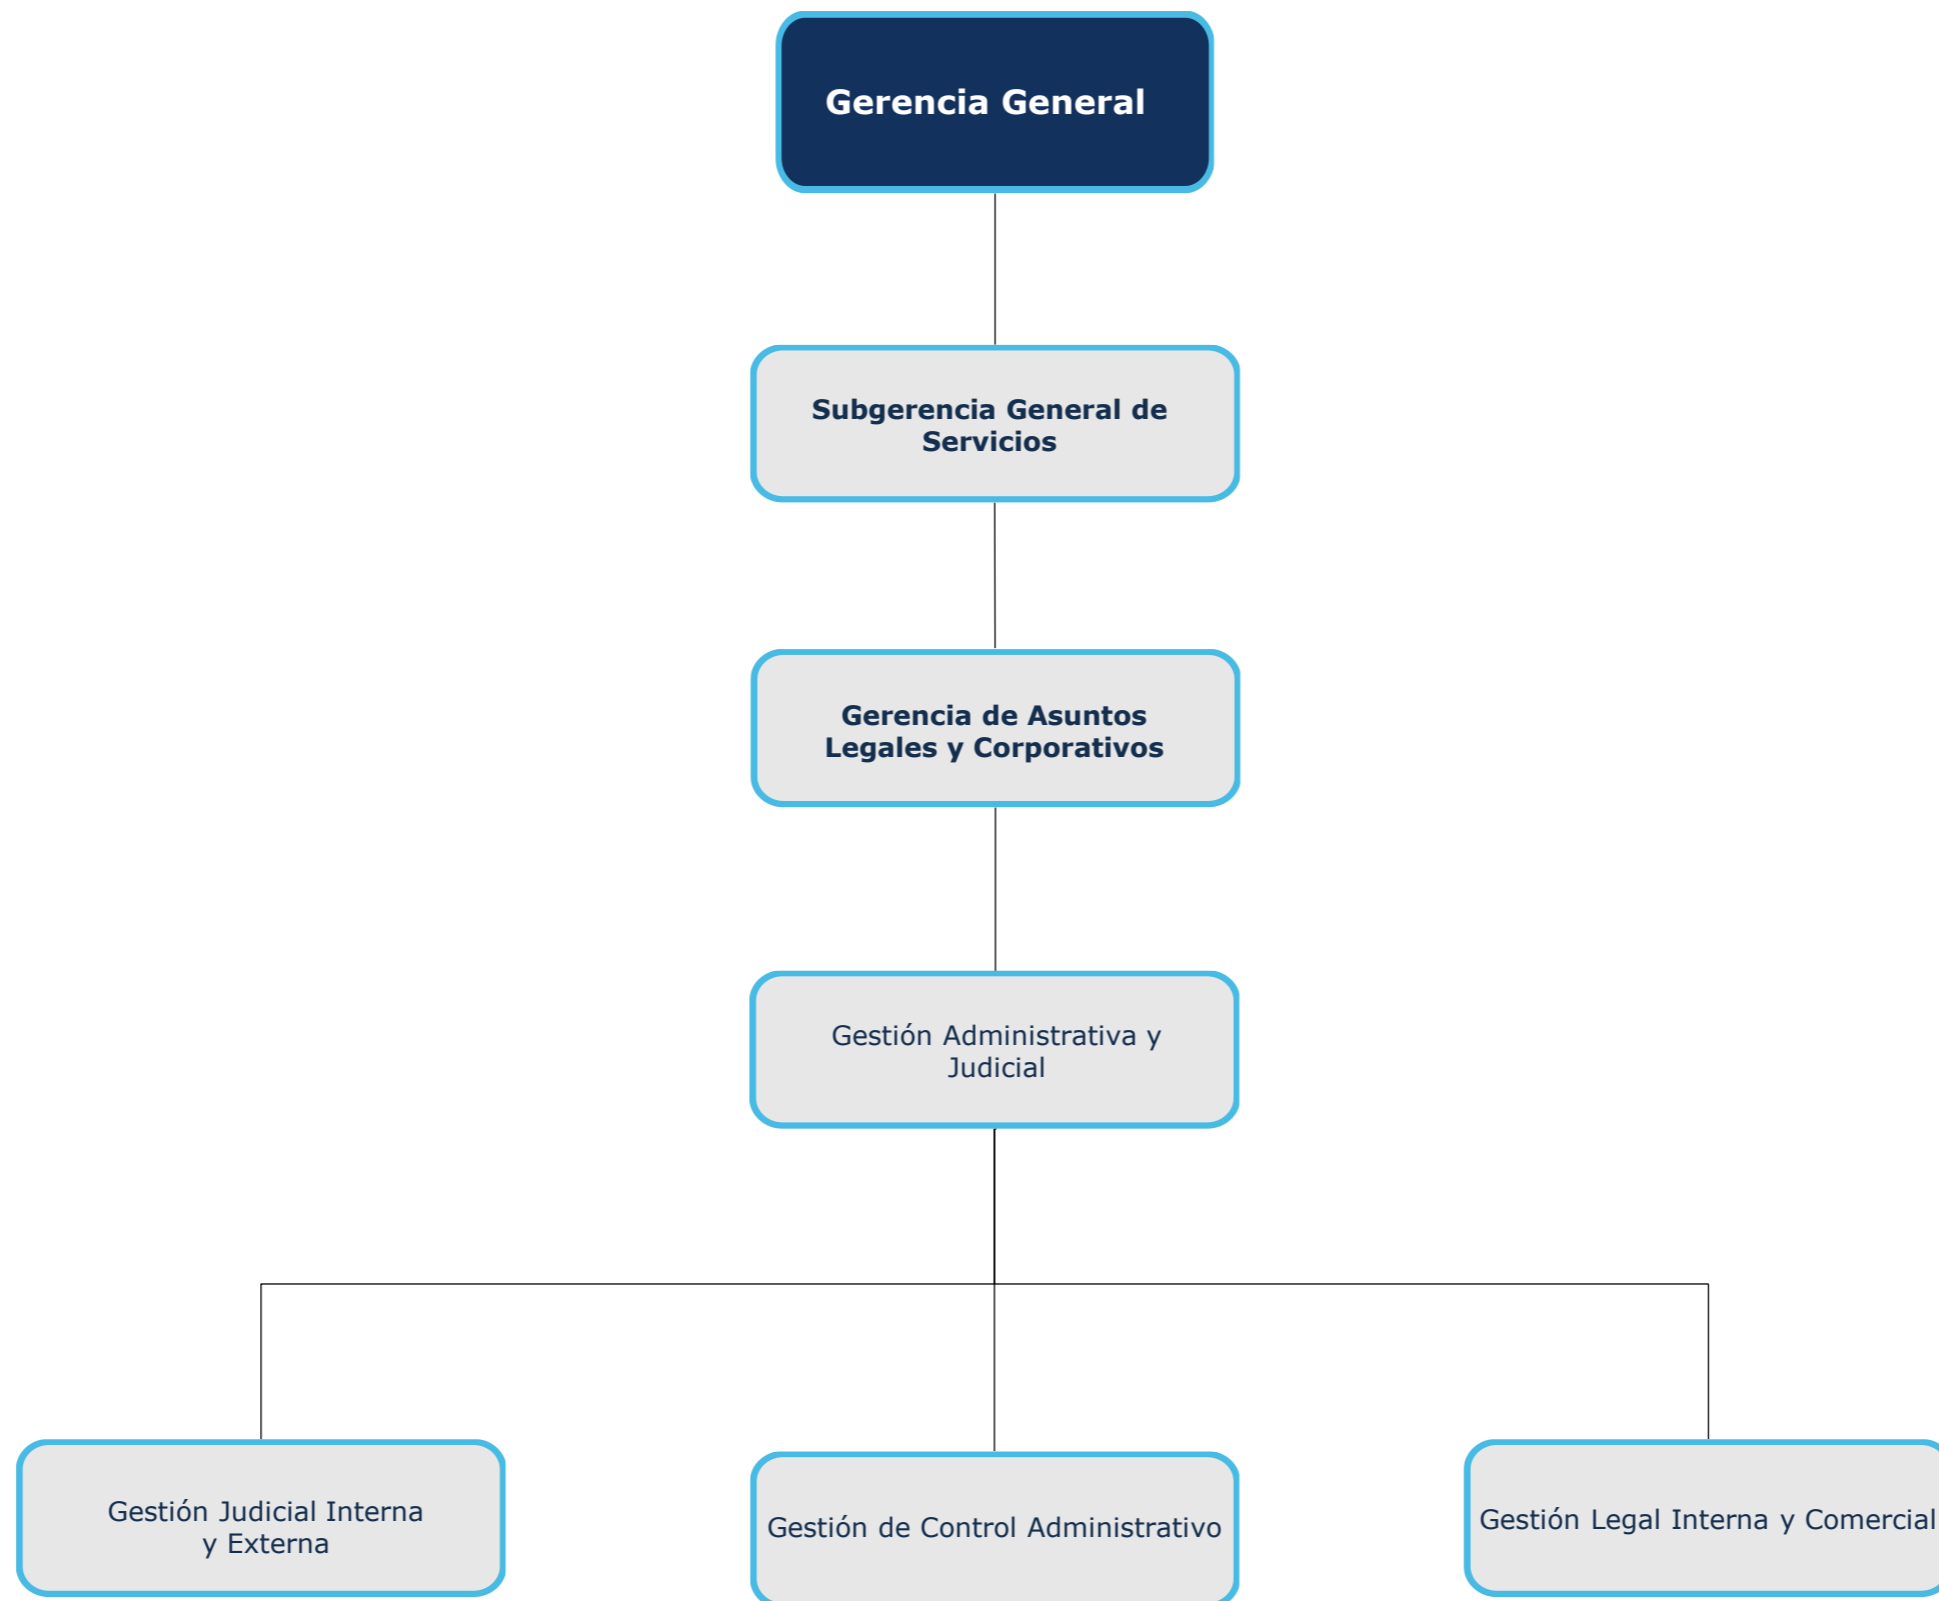 Gerencia General
Subgerencia General de
Servicios
Gerencia de Asuntos
Legales y Corporativos
Gestión Administrativa y
Judicial
Gestión Judicial Interna
y Externa
Gestión de Control Administrativo
Gestión Legal Interna y Comercial